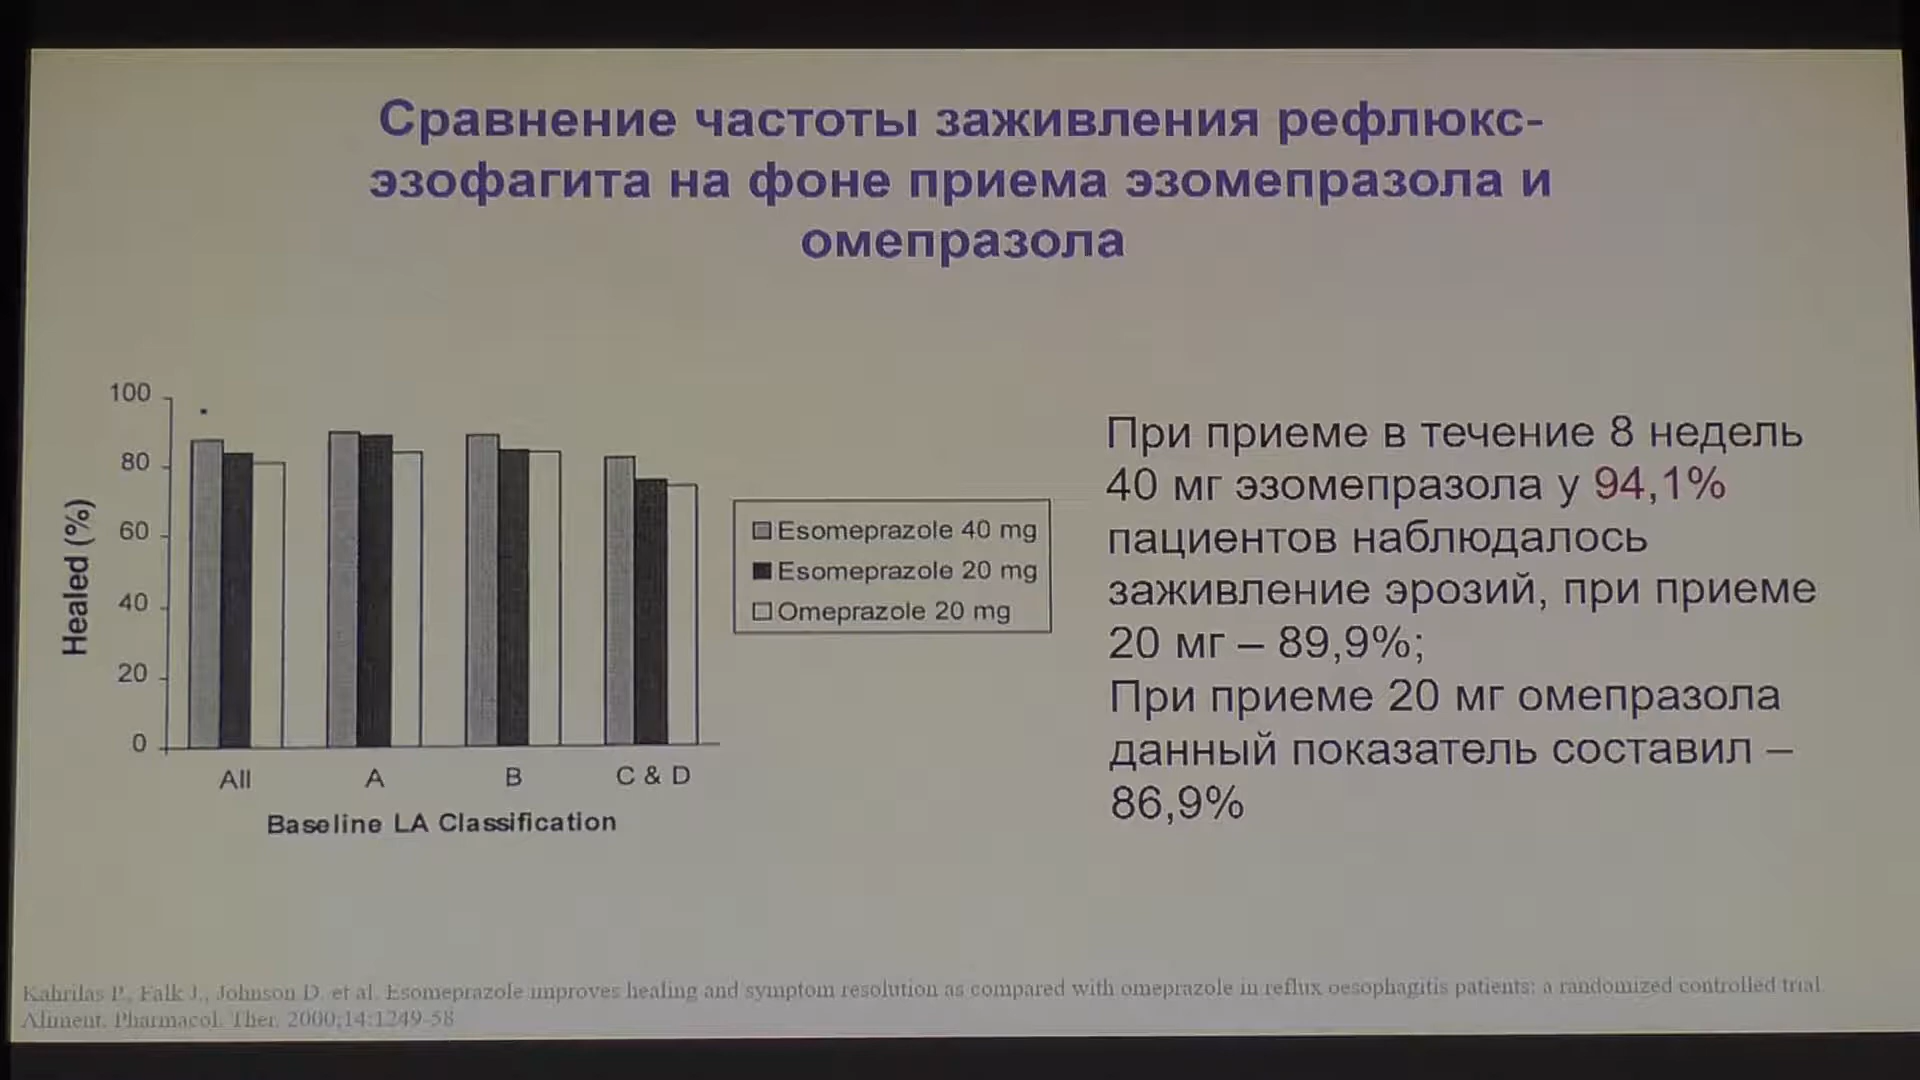 Сравнение частоты заживления рефлюкс-
эзофагита на фоне приема эзомепразола и
омепразола
100
80
60
40
20
0
Healed (%)
All A B C & D
Baseline LA Classification
Esomeprazole 40 mg
Esomeprazole 20 mg
Omeprazole 20 mg
При приеме в течение 8 недель
40 мг эзомепразола у 94,1%
пациентов наблюдалось
заживление эрозий, при приеме
20 мг – 89,9%;
При приеме 20 мг омепразола
данный показатель составил –
86,9%
Kahrilas P., Falk J., Johnson D. et al. Esomeprazole improves healing and symptom resolution as compared with omeprazole in reflux oesophagitis patients: a randomized controlled trial.
Aliment. Pharmacol. Ther. 2000;14:1249-58